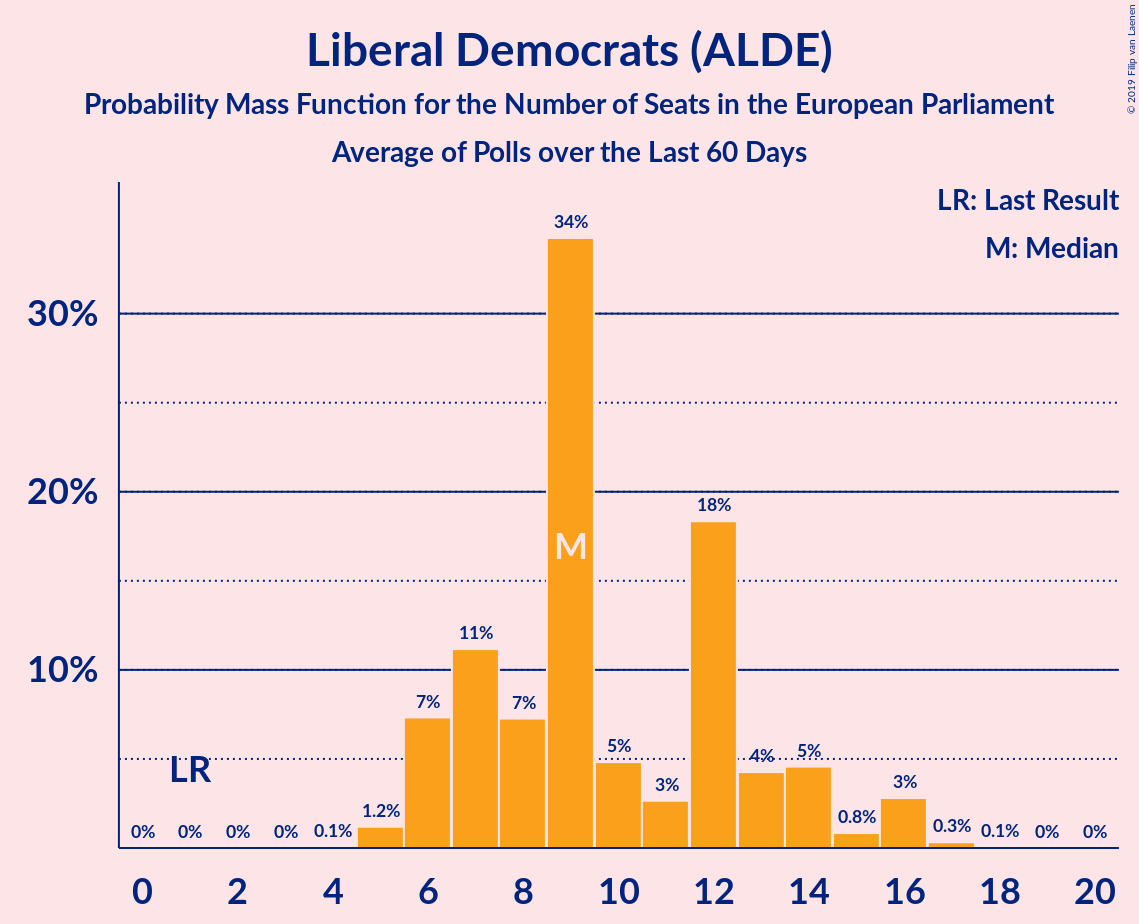 Liberal Democrats (ALDE)
Probability Mass Function for the Number of Seats in the European Parliament
Average of Polls over the Last 60 Days
© 2019 Filip van Laenen
LR: Last Result
M: Median
30%
20%
10%
34%
M
18%
11%
7%
7%
5%
3%
4%
5%
3%
LR
0%
0%
0%
0%
0.1%
1.2%
0.8%
0.3%
0.1%
0%
0%
0 2 4 6 8 10 12 14 16 18 20